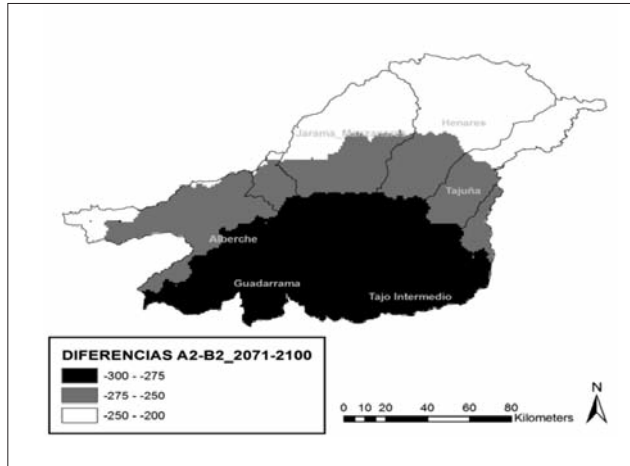 Henares
Jarama_Manzanares
Tajuña
Alberche
Guadarrama
Tajo Intermedio
DIFERENCIAS A2-B2_2071-2100
-300 - -275
-275 - -250
-250 - -200
N
0 10 20 40 60 80
Kilometers